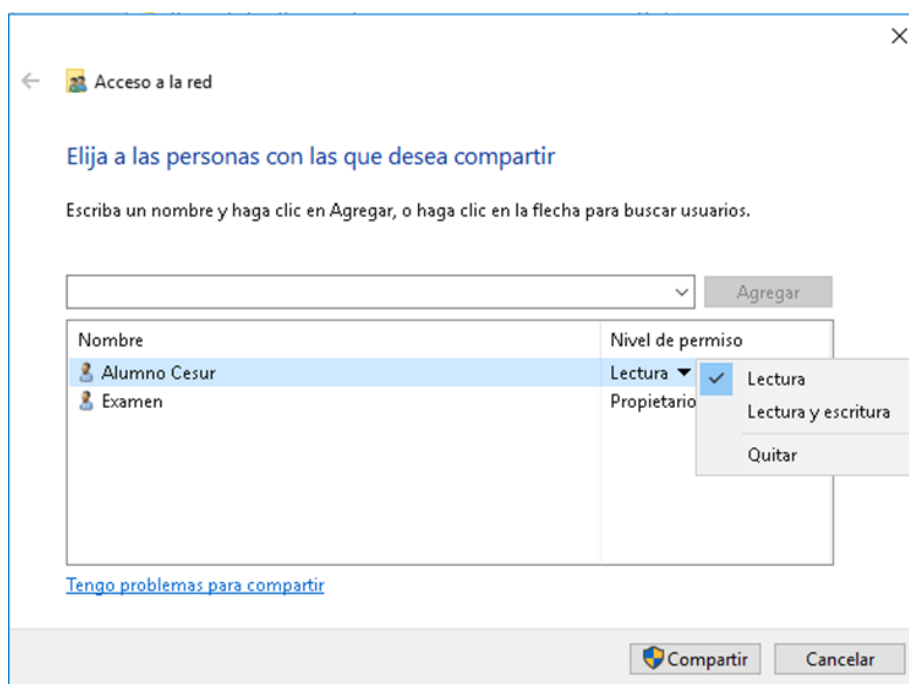 Acceso a la red
Elija a las personas con las que desea compartir
Escriba un nombre y haga clic en Agregar, o haga clic en la flecha para buscar usuarios.
Agregar
Nombre Nivel de permiso
Alumno Cesur Lectura
Examen Propietario
Lectura
Lectura y escritura
Quitar
Tengo problemas para compartir
Compartir Cancelar